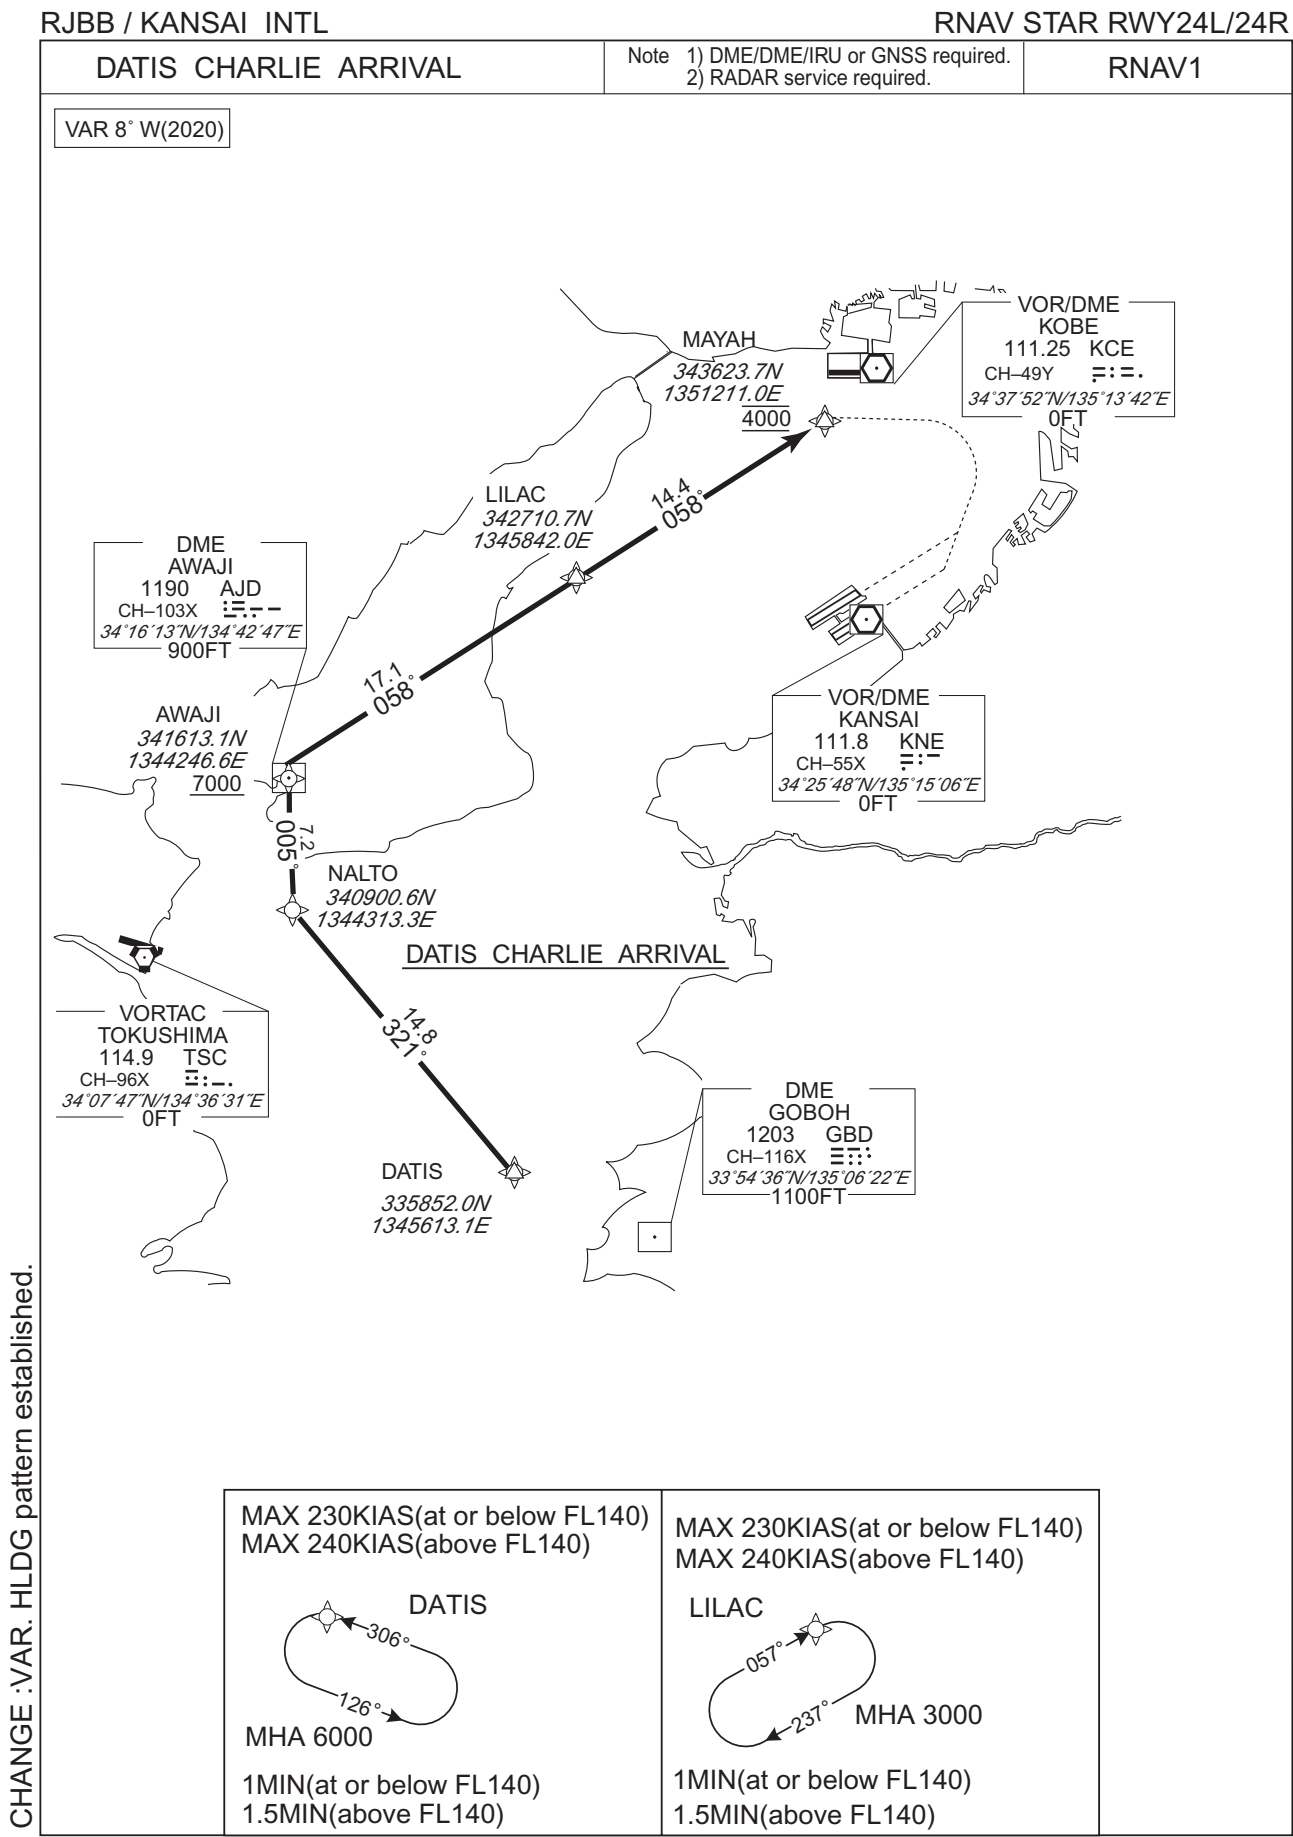 RJBB / KANSAI INTL
RNAV STAR RWY24L/24R
DATIS CHARLIE ARRIVAL
Note 1) DME/DME/IRU or GNSS required.
2) RADAR service required.
RNAV1
VAR 8° W(2020)
VOR/DME
KOBE
111.25 KCE
CH–49Y
34°37´52˝N/135°13´42˝E
0FT
MAYAH
343623.7N
1351211.0E
4000
14.4
058°
LILAC
342710.7N
1345842.0E
DME
AWAJI
1190 AJD
CH–103X
34°16´13˝N/134°42´47˝E
900FT
17.1
058°
AWAJI
341613.1N
1344246.6E
7000
VOR/DME
KANSAI
111.8 KNE
CH–55X
34°25´48˝N/135°15´06˝E
0FT
7.2
005°
NALTO
340900.6N
1344313.3E
DATIS CHARLIE ARRIVAL
VORTAC
TOKUSHIMA
114.9 TSC
CH–96X
34°07´47˝N/134°36´31˝E
0FT
14.8
321°
DME
GOBOH
1203 GBD
CH–116X
33°54´36˝N/135°06´22˝E
1100FT
DATIS
335852.0N
1345613.1E
CHANGE :VAR. HLDG pattern established.
MAX 230KIAS(at or below FL140)
MAX 240KIAS(above FL140)
DATIS
306°
126°
MHA 6000
1MIN(at or below FL140)
1.5MIN(above FL140)
MAX 230KIAS(at or below FL140)
MAX 240KIAS(above FL140)
LILAC
057°
237°
MHA 3000
1MIN(at or below FL140)
1.5MIN(above FL140)